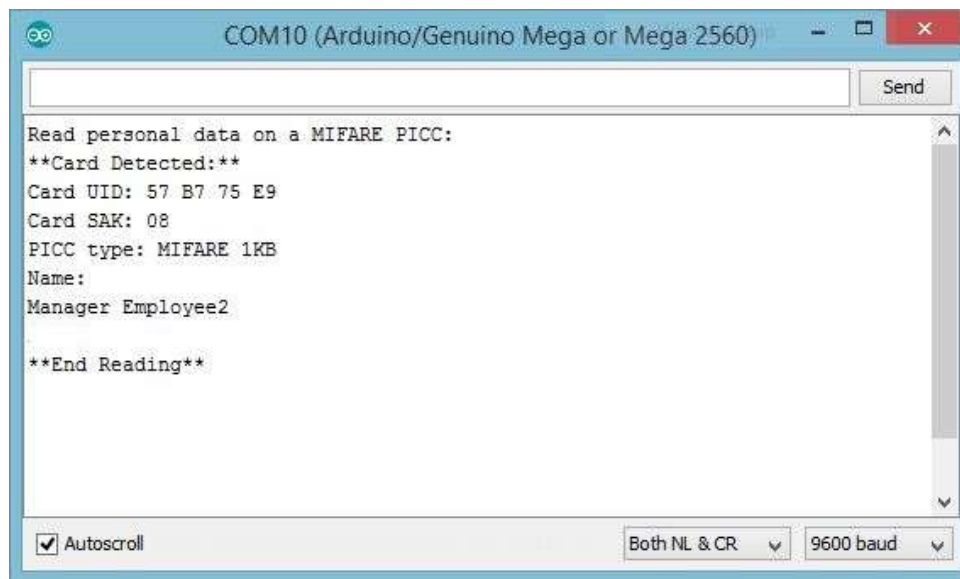 COM10 (Arduino/Genuino Mega or Mega 2560)
Send
Read personal data on a MIFARE PICC:
**Card Detected:**
Card UID: 57 B7 75 E9
Card SAK: 08
PICC type: MIFARE 1KB
Name:
Manager Employee2
**End Reading**
Autoscroll
Both NL & CR
9600 baud